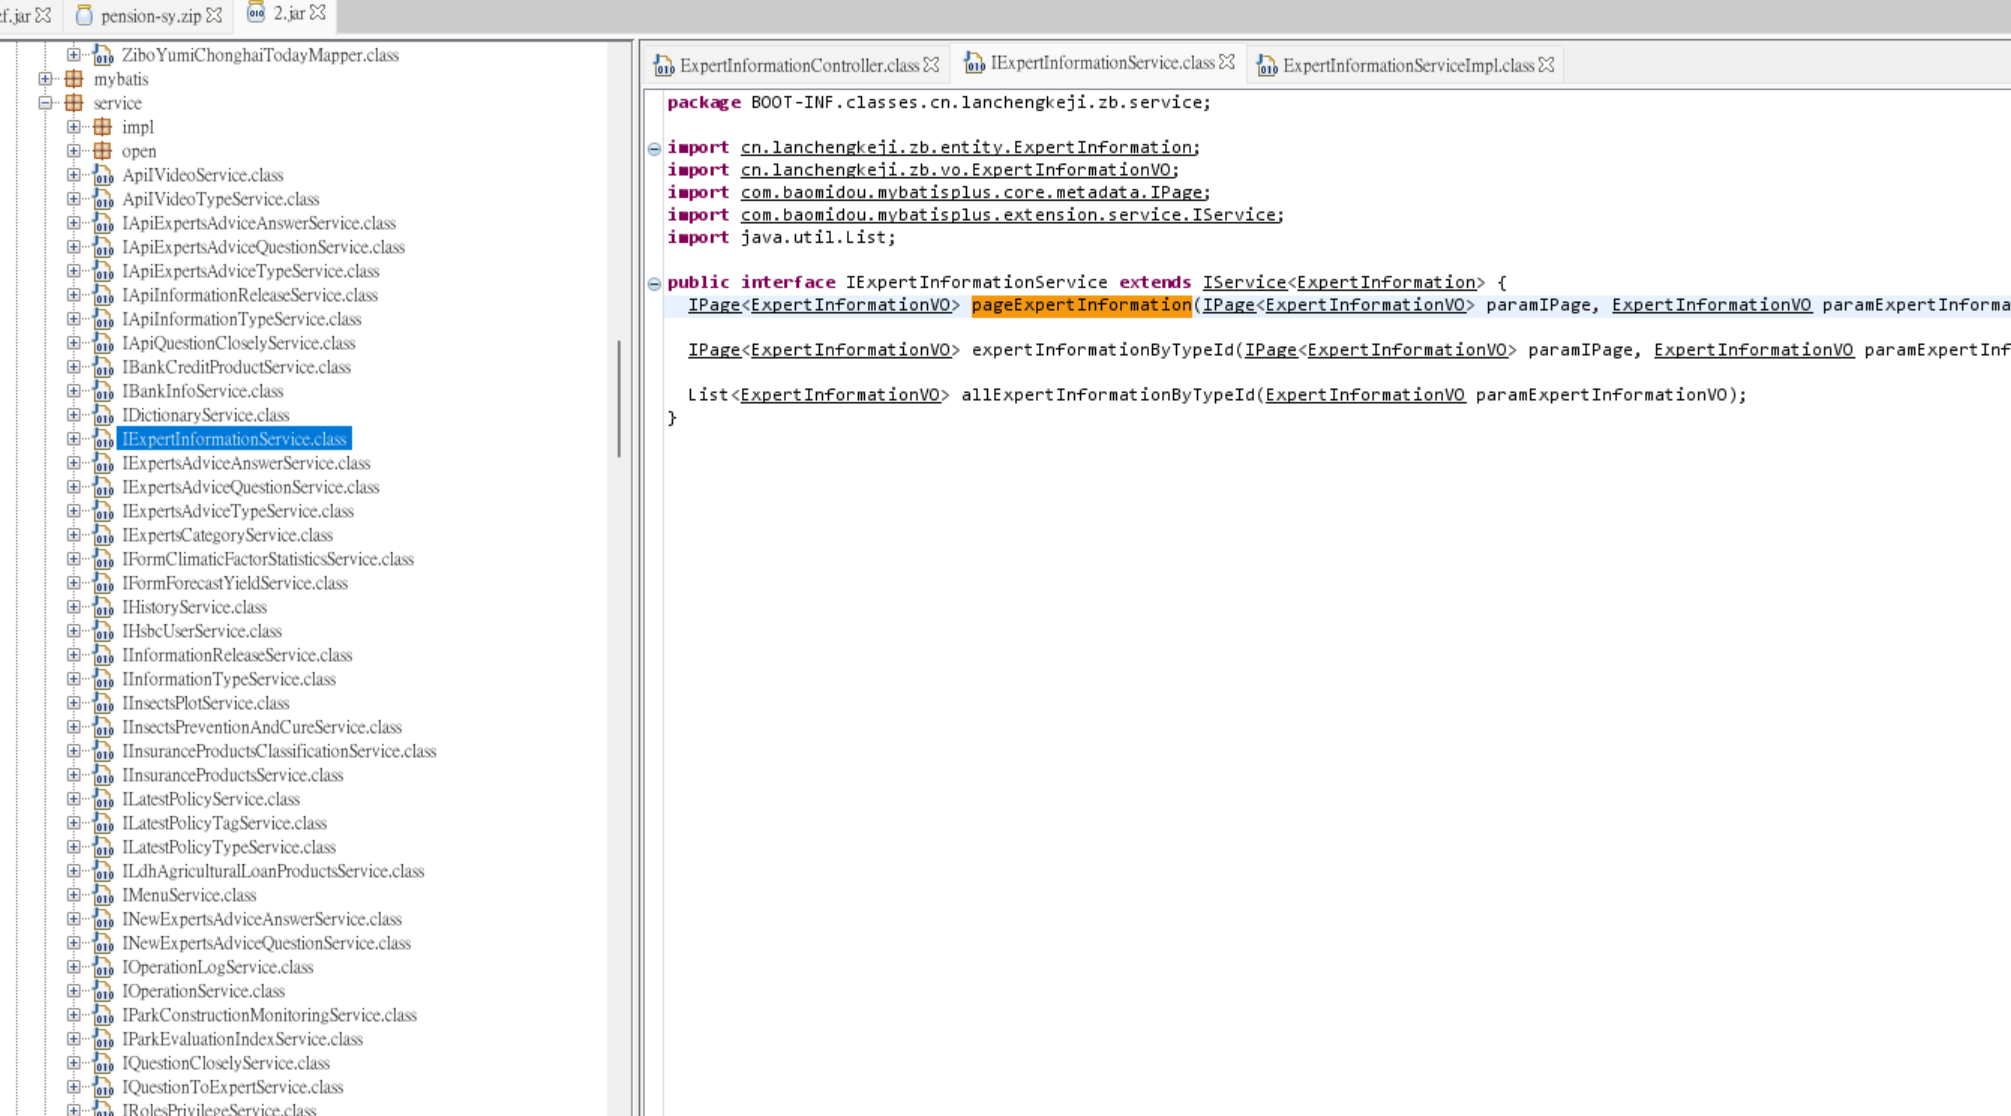 zf.jar
pension-sy.zip
2.jar
ZiboYumiChonghaiTodayMapper.class
mybatis
service
impl
open
ApiIVideoService.class
ApiIVideoTypeService.class
IApiExpertsAdviceAnswerService.class
IApiExpertsAdviceQuestionService.class
IApiExpertsAdviceTypeService.class
IApiInformationReleaseService.class
IApiInformationTypeService.class
IApiQuestionCloselyService.class
IBankCreditProductService.class
IBankInfoService.class
IDictionaryService.class
IExpertInformationService.class
IExpertsAdviceAnswerService.class
IExpertsAdviceQuestionService.class
IExpertsAdviceTypeService.class
IExpertsCategoryService.class
IFormClimaticFactorStatisticsService.class
IFormForecastYieldService.class
IHistoryService.class
IHsbcUserService.class
IInformationReleaseService.class
IInformationTypeService.class
IInsectsPlotService.class
IInsectsPreventionAndCureService.class
IInsuranceProductsClassificationService.class
IInsuranceProductsService.class
ILatestPolicyService.class
ILatestPolicyTagService.class
ILatestPolicyTypeService.class
ILdhAgriculturalLoanProductsService.class
IMenuService.class
INewExpertsAdviceAnswerService.class
INewExpertsAdviceQuestionService.class
IOperationLogService.class
IOperationService.class
IParkConstructionMonitoringService.class
IParkEvaluationIndexService.class
IQuestionCloselyService.class
IQuestionToExpertService.class
IRolesPrivilegeService.class
ExpertInformationController.class
IExpertInformationService.class
ExpertInformationServiceImpl.class
package BOOT-INF.classes.cn.lanchengkeji.zb.service;
import cn.lanchengkeji.zb.entity.ExpertInformation;
import cn.lanchengkeji.zb.vo.ExpertInformationVO;
import com.baomidou.mybatisplus.core.metadata.IPage;
import com.baomidou.mybatisplus.extension.service.IService;
import java.util.List;
public interface IExpertInformationService extends IService<ExpertInformation> {
IPage<ExpertInformationVO> pageExpertInformation(IPage<ExpertInformationVO> paramIPage, ExpertInformationVO paramExpertInforma
IPage<ExpertInformationVO> expertInformationByTypeId(IPage<ExpertInformationVO> paramIPage, ExpertInformationVO paramExpertInf
List<ExpertInformationVO> allExpertInformationByTypeId(ExpertInformationVO paramExpertInformationVO);
}